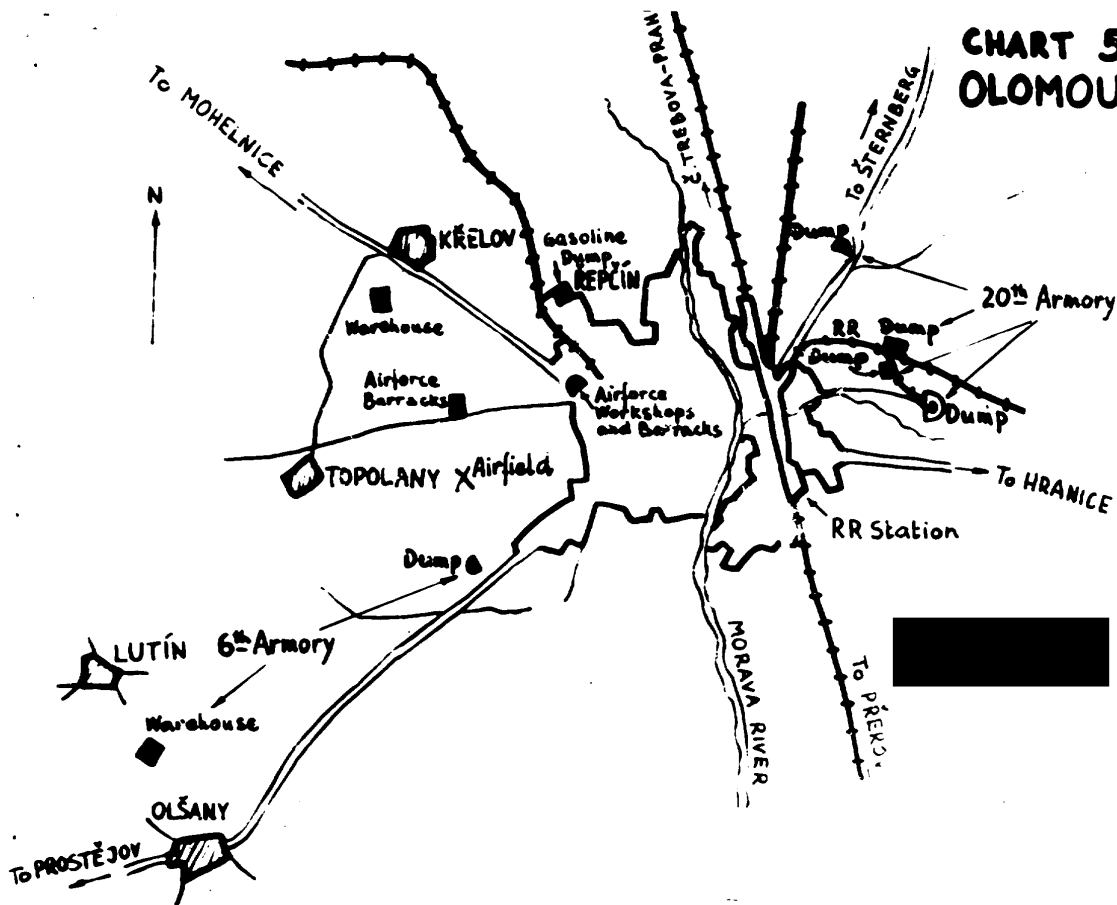 CHART 5
OLOMOU
To MOHELNICE
Č. TŘEBOVA-PRAH
To ŠTERNBERG
N
KŘELOV
Gasoline
Dump
ŘEPČÍN
Dump
Warehouse
20th Armory
RR
Dump
Dump
Dump
Airforce
Barracks
Airforce
Workshops
and Barracks
TOPOLANY
Airfield
To HRANICE
RR Station
Dump
6th Armory
LUTÍN
Warehouse
MORAVA RIVER
To
OLŠANY
To PROSTĚJOV